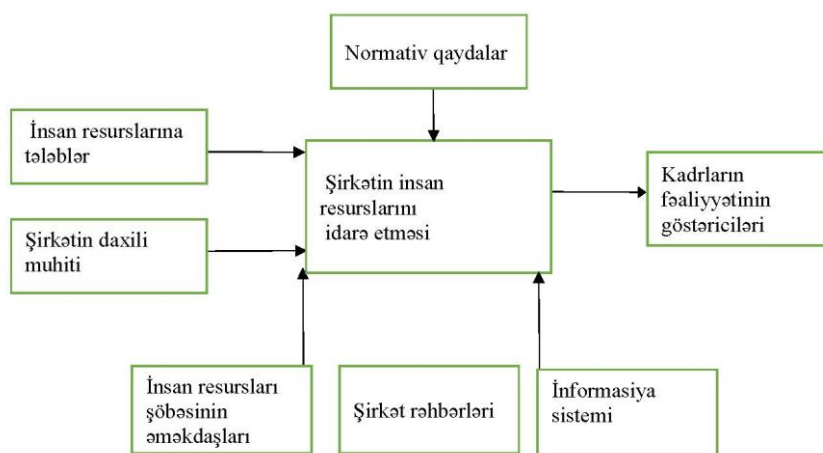 Normativ qaydalar
İnsan resurslarına
tələblər
Şirkətin insan
resurslarını
idarə etməsi
Kadrların
fəaliyyətinin
göstəriciləri
Şirkətin daxili
muhiti
İnsan resursları
şöbəsinin
əməkdaşları
Şirkət rəhbərləri
İnformasiya
sistemi